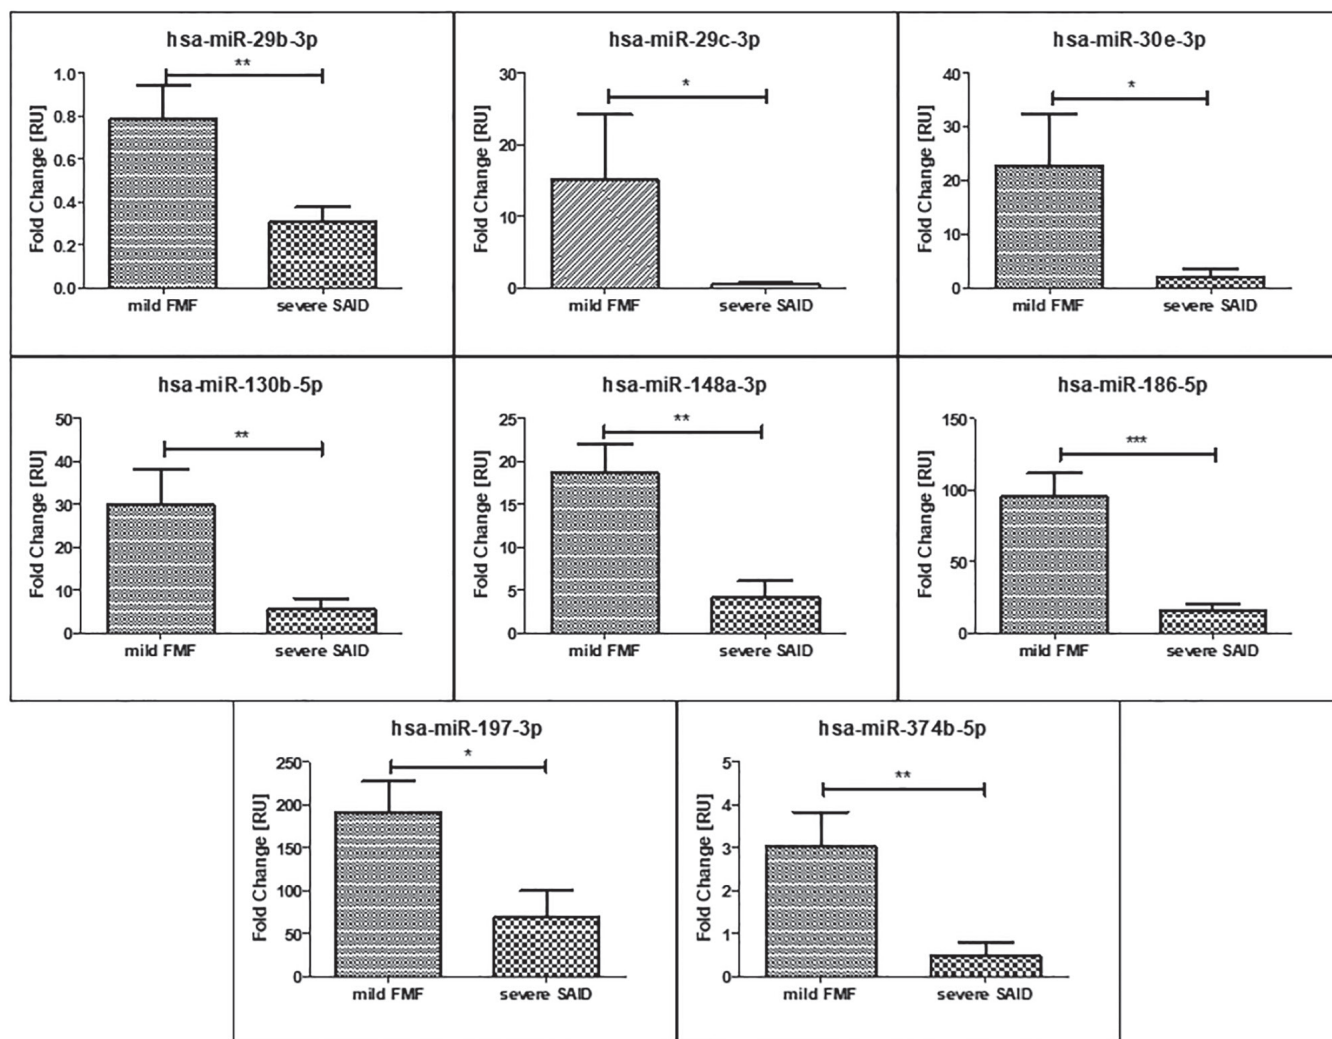 hsa-miR-29b-3p
**
Fold Change [RU]
1.0
0.8
0.6
0.4
0.2
0.0
mild FMF
severe SAID
hsa-miR-29c-3p
*
Fold Change [RU]
30
20
10
0
mild FMF
severe SAID
hsa-miR-30e-3p
*
Fold Change [RU]
40
30
20
10
0
mild FMF
severe SAID
hsa-miR-130b-5p
**
Fold Change [RU]
50
40
30
20
10
0
mild FMF
severe SAID
hsa-miR-148a-3p
**
Fold Change [RU]
25
20
15
10
5
0
mild FMF
severe SAID
hsa-miR-186-5p
***
Fold Change [RU]
150
100
50
0
mild FMF
severe SAID
hsa-miR-197-3p
*
Fold Change [RU]
250
200
150
100
50
0
mild FMF
severe SAID
hsa-miR-374b-5p
**
Fold Change [RU]
5
4
3
2
1
0
mild FMF
severe SAID